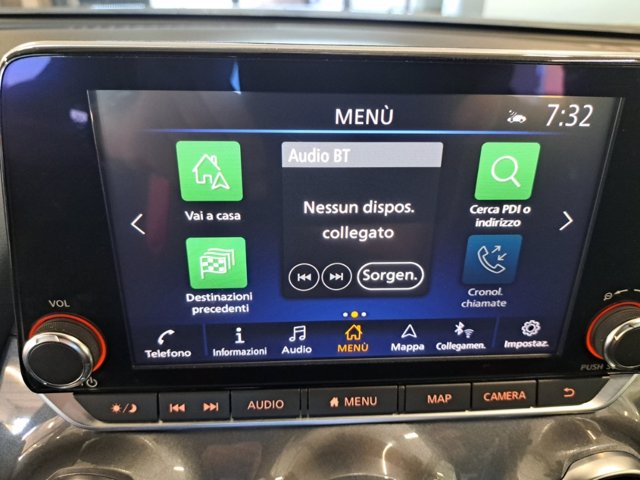 MENÙ
7:32
Vai a casa
Audio BT
Nessun dispos.
collegato
Sorgen.
Cerca PDI o
indirizzo
Destinazioni
precedenti
Cronol.
chiamate
VOL
Telefono
Informazioni
Audio
MENÙ
Mappa
Collegamen.
Impostaz.
AUDIO
MENU
MAP
CAMERA
PUSH